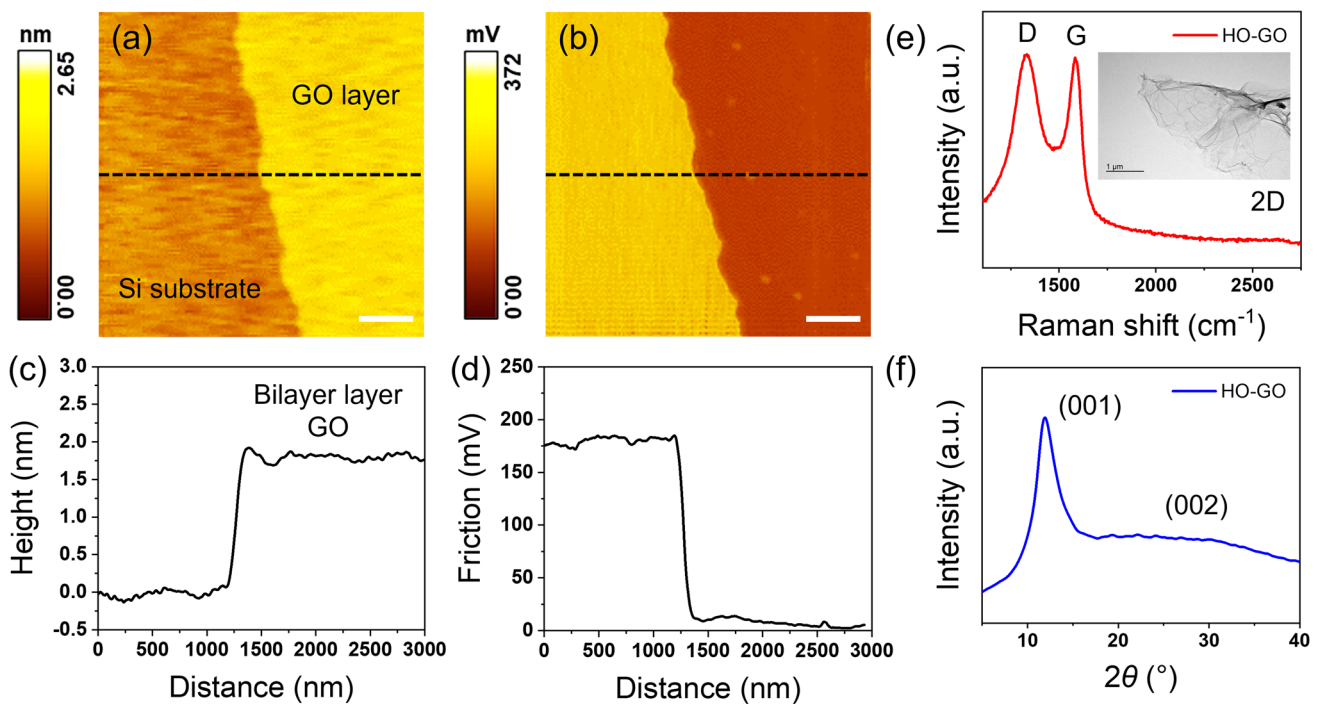 (a)
nm
2.65
0.00
GO layer
Si substrate
(b)
mV
372
0.00
(e)
D
G
HO-GO
1 μm
2D
Intensity (a.u.)
1500
2000
2500
Raman shift (cm⁻¹)
(c)
3.0
2.5
2.0
1.5
1.0
0.5
0.0
-0.5
Height (nm)
Bilayer layer
GO
0
500
1000
1500
2000
2500
3000
Distance (nm)
(d)
250
200
150
100
50
0
Friction (mV)
0
500
1000
1500
2000
2500
3000
Distance (nm)
(f)
HO-GO
(001)
(002)
Intensity (a.u.)
10
20
30
40
2θ (°)